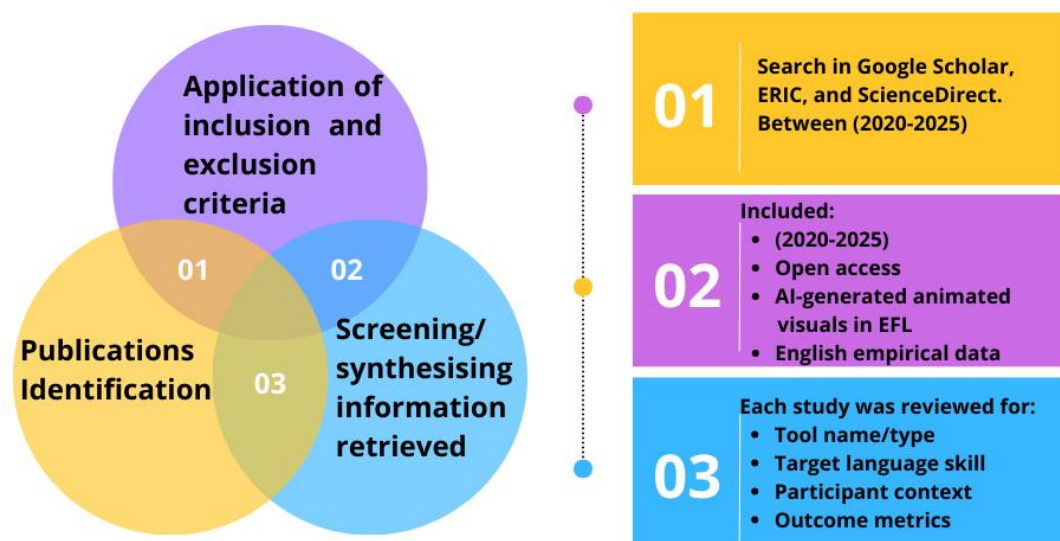 Application of
inclusion and
exclusion
criteria
01
02
Publications
Identification
03
Screening/
synthesising
information
retrieved
01
Search in Google Scholar,
ERIC, and ScienceDirect.
Between (2020-2025)
02
Included:
• (2020-2025)
• Open access
• AI-generated animated
visuals in EFL
• English empirical data
03
Each study was reviewed for:
• Tool name/type
• Target language skill
• Participant context
• Outcome metrics